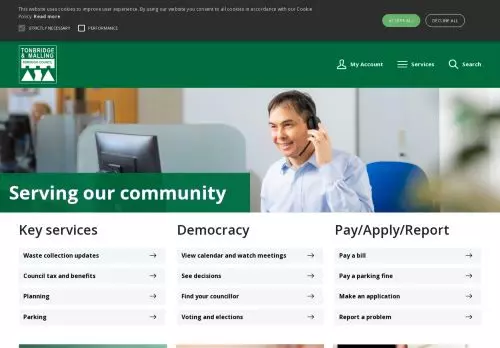 This website uses cookies to improve user experience. By using our website you consent to all cookies in accordance with our Cookie
Policy. Read more
STRICTLY NECESSARY
PERFORMANCE
ACCEPT ALL
DECLINE ALL
TONBRIDGE
& MALLING
BOROUGH COUNCIL
My Account
Services
Search
Serving our community
Key services
Waste collection updates
Council tax and benefits
Planning
Parking
Democracy
View calendar and watch meetings
See decisions
Find your councillor
Voting and elections
Pay/Apply/Report
Pay a bill
Pay a parking fine
Make an application
Report a problem